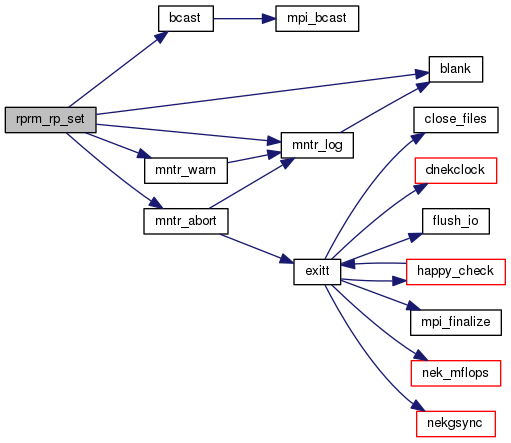 bcast
mpi_bcast
blank
rprm_rp_set
close_files
mntr_log
mntr_warn
dnekclock
mntr_abort
flush_io
exitt
happy_check
mpi_finalize
nek_mflops
nekgsync